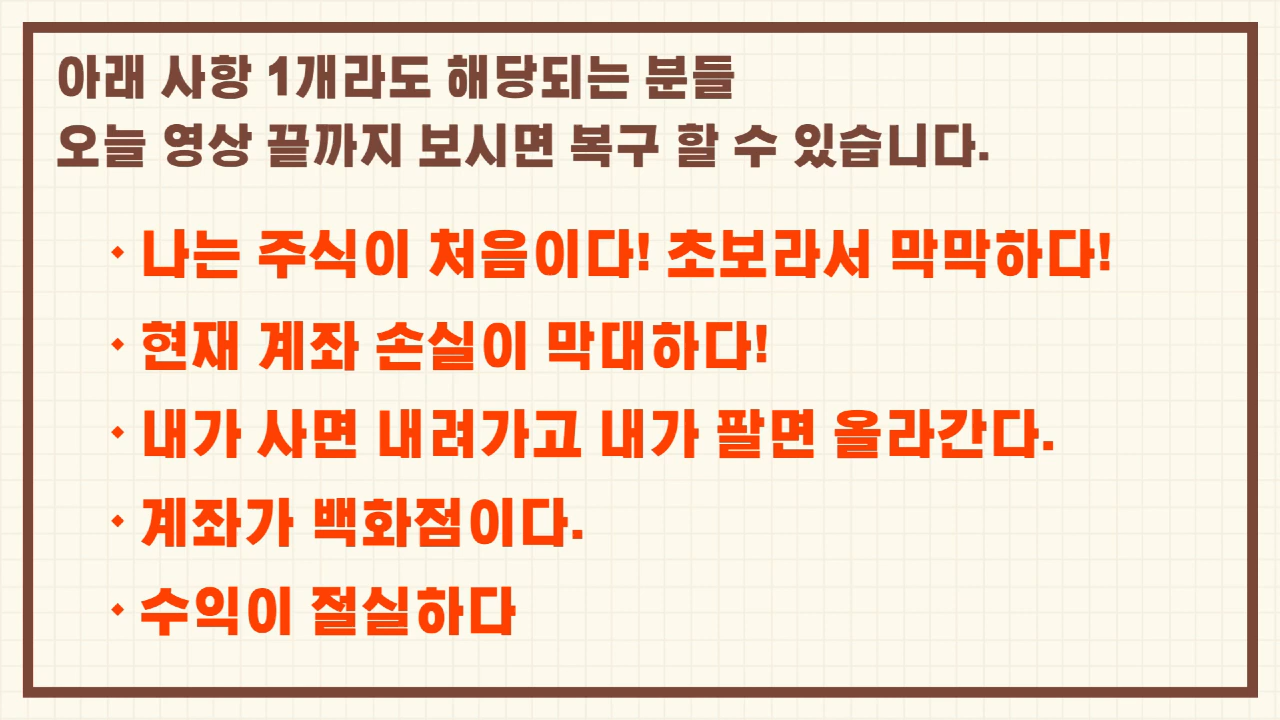 아래 사항 1개라도 해당되는 분들
오늘 영상 끝까지 보시면 복구 할 수 있습니다.
· 나는 주식이 처음이다! 초보라서 막막하다!
· 현재 계좌 손실이 막대하다!
· 내가 사면 내려가고 내가 팔면 올라간다.
· 계좌가 백화점이다.
· 수익이 절실하다